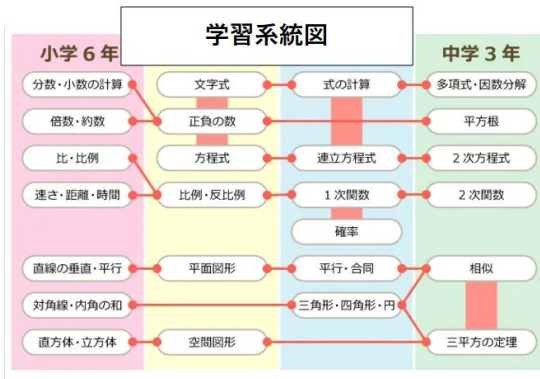 学習系統図
小学6年
中学3年
分数・小数の計算
文字式
式の計算
多項式・因数分解
倍数・約数
正負の数
平方根
比・比例
方程式
連立方程式
2次方程式
速さ・距離・時間
比例・反比例
1次関数
2次関数
確率
直線の垂直・平行
平面図形
平行・合同
相似
対角線・内角の和
三角形・四角形・円
直方体・立方体
空間図形
三平方の定理